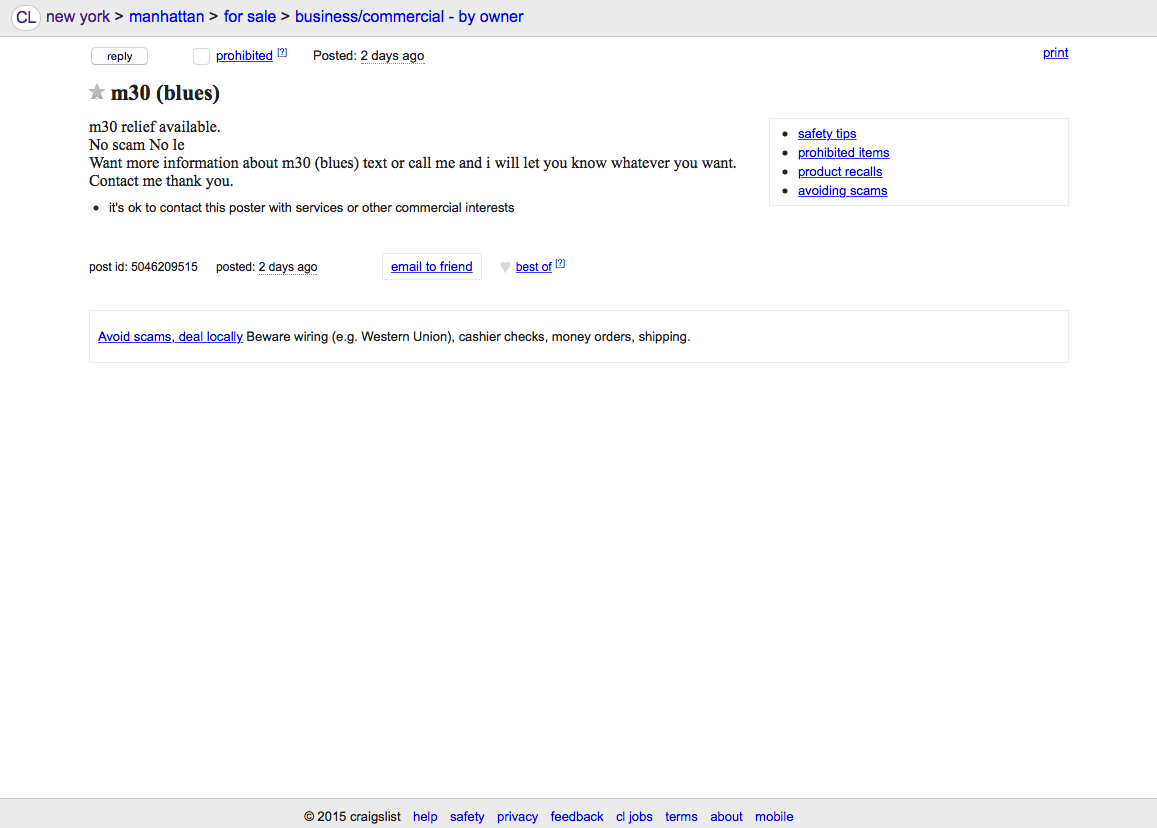 CL new york > manhattan > for sale > business/commercial - by owner
reply prohibited [?] Posted: 2 days ago print
m30 (blues)
m30 relief available.
No scam No le
Want more information about m30 (blues) text or call me and i will let you know whatever you want.
Contact me thank you.
it's ok to contact this poster with services or other commercial interests
safety tips
prohibited items
product recalls
avoiding scams
post id: 5046209515 posted: 2 days ago email to friend best of [?]
Avoid scams, deal locally Beware wiring (e.g. Western Union), cashier checks, money orders, shipping.
© 2015 craigslist help safety privacy feedback cl jobs terms about mobile